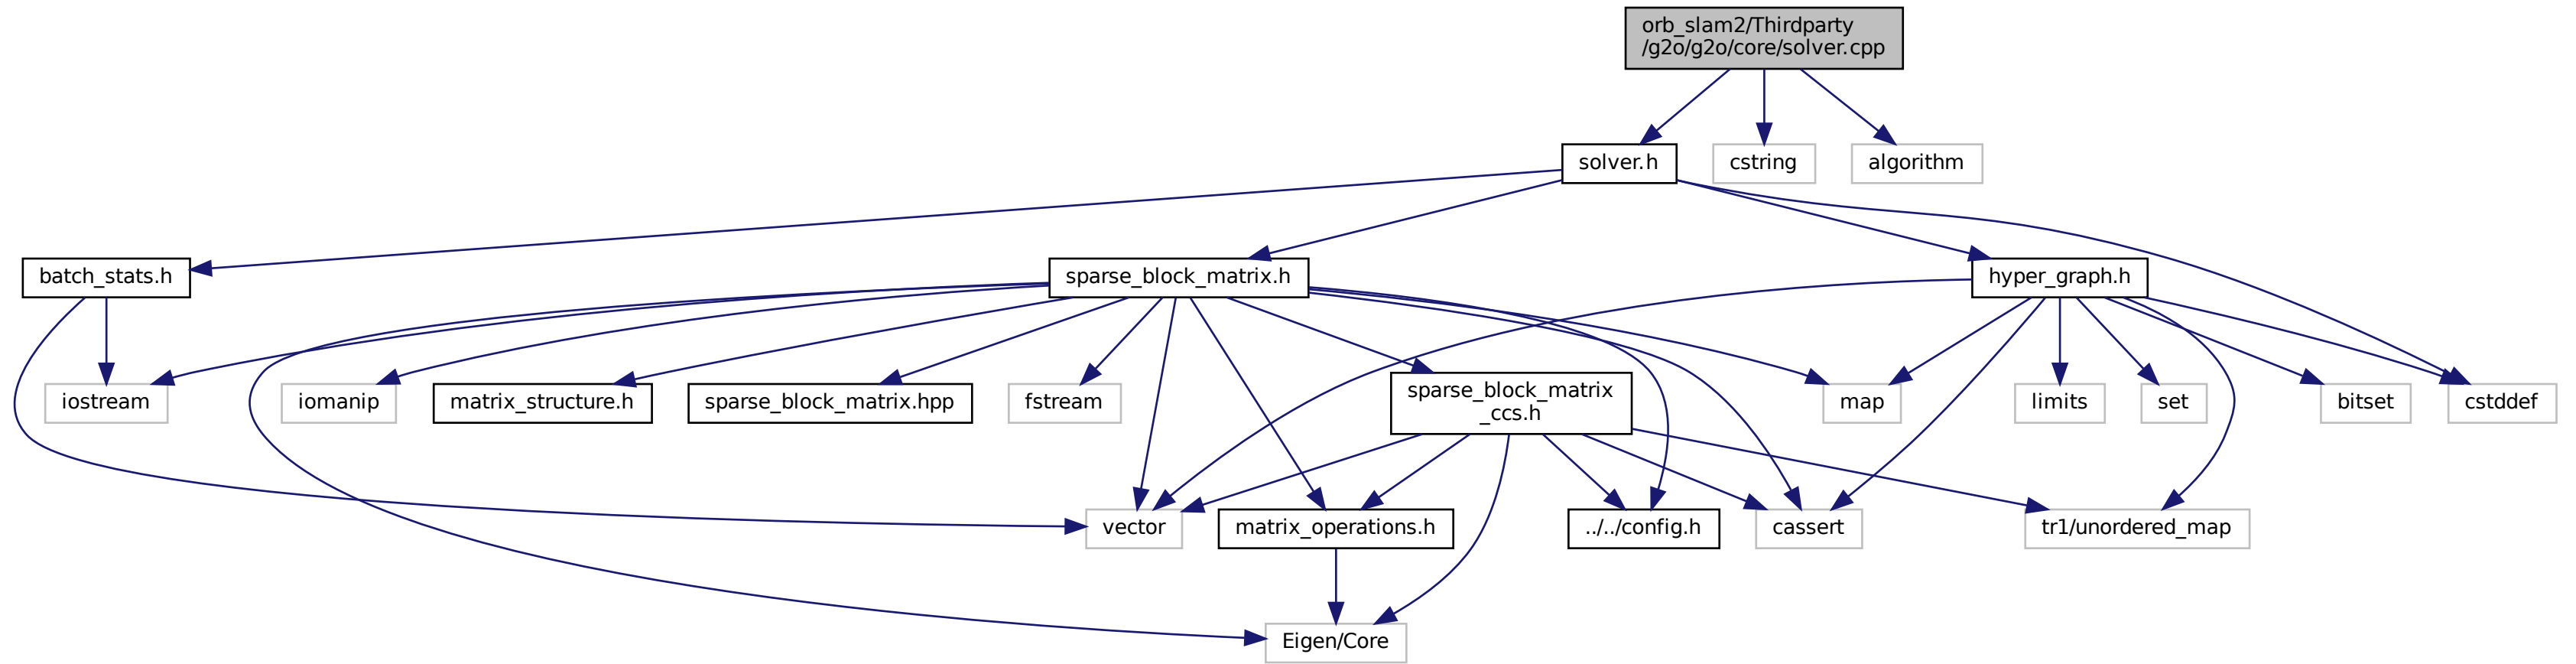 orb_slam2/Thirdparty
/g2o/g2o/core/solver.cpp
solver.h
cstring
algorithm
batch_stats.h
sparse_block_matrix.h
hyper_graph.h
iostream
iomanip
matrix_structure.h
sparse_block_matrix.hpp
fstream
sparse_block_matrix
_ccs.h
map
limits
set
bitset
cstddef
vector
matrix_operations.h
../../config.h
cassert
tr1/unordered_map
Eigen/Core